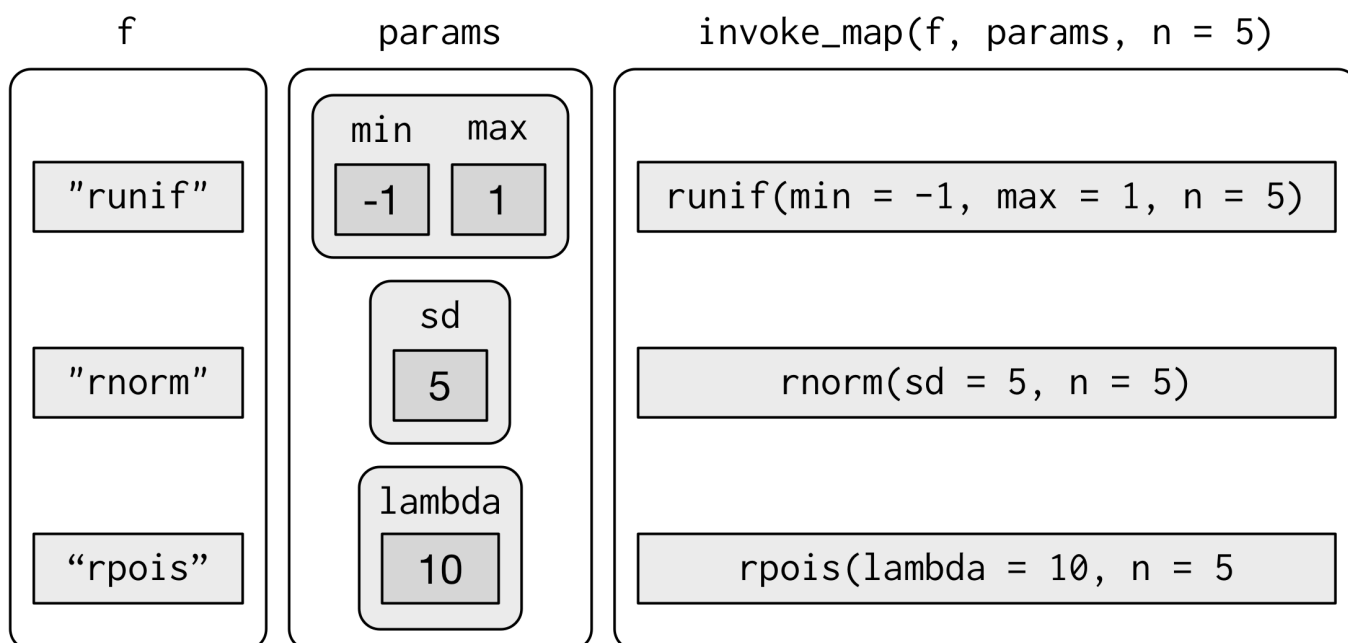 f params invoke_map(f, params, n = 5)
min max
"runif" -1 1 runif(min = -1, max = 1, n = 5)
sd
"rnorm" 5 rnorm(sd = 5, n = 5)
lambda
“rpois” 10 rpois(lambda = 10, n = 5